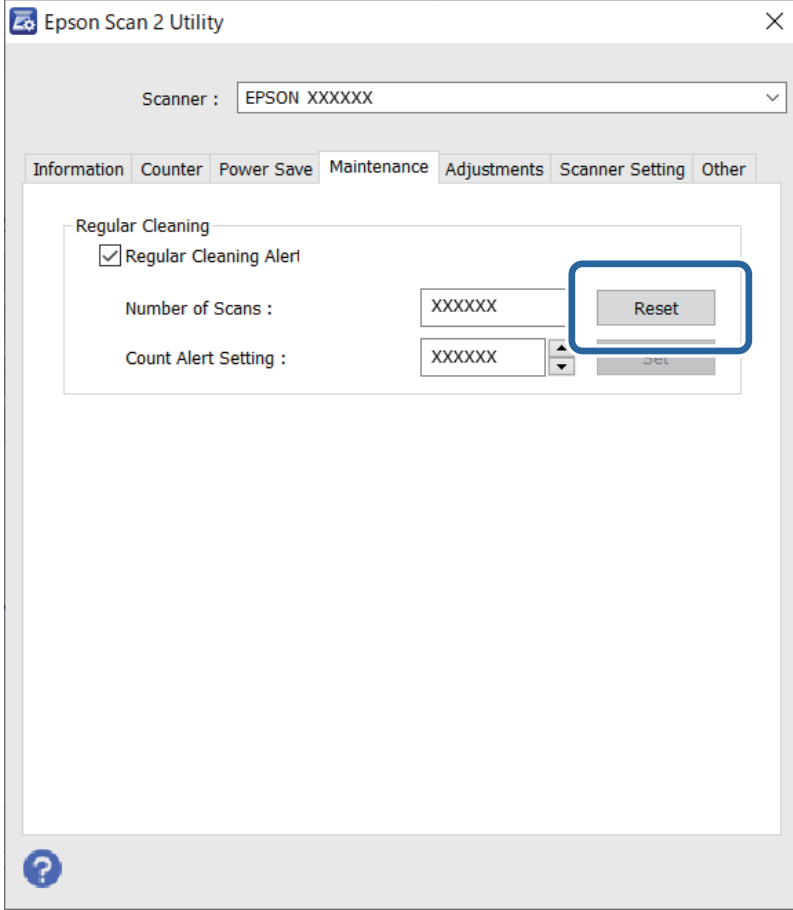 Epson Scan 2 Utility
Scanner : EPSON XXXXXX
Information Counter Power Save Maintenance Adjustments Scanner Setting Other
Regular Cleaning
Regular Cleaning Alert
Number of Scans : XXXXXX Reset
Count Alert Setting : XXXXXX Set
?